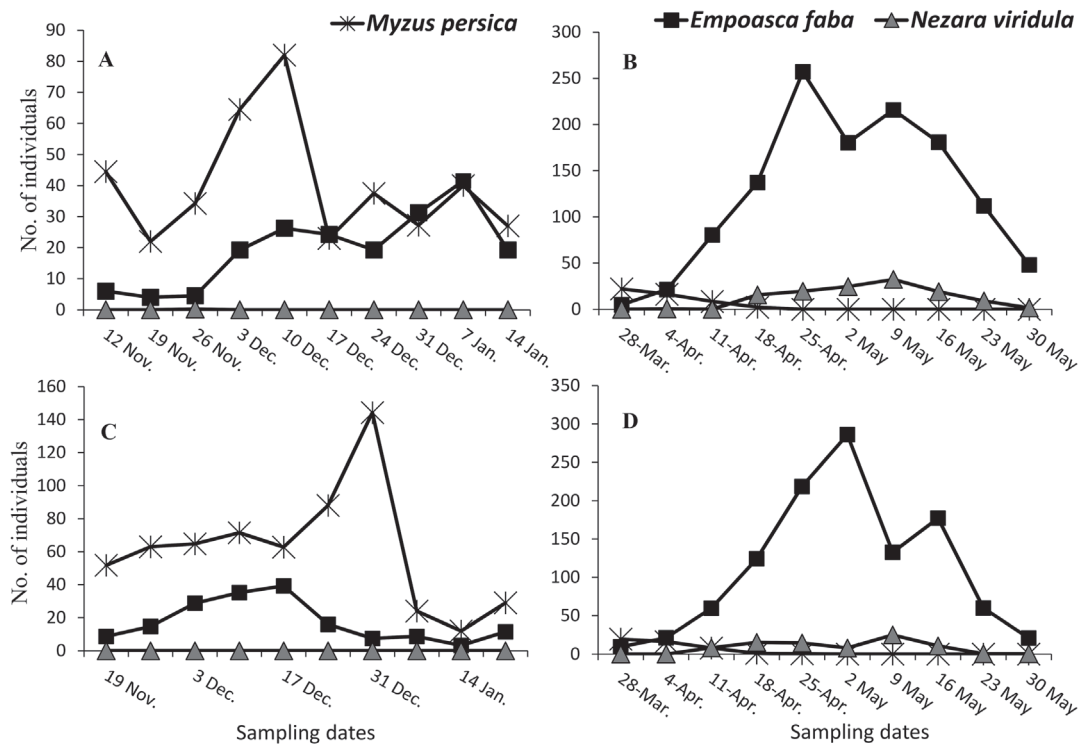 Myzus persica
Empoasca faba
Nezara viridula
A
No. of individuals
90
80
70
60
50
40
30
20
10
0
12 Nov.
19 Nov.
26 Nov.
3 Dec.
10 Dec.
17 Dec.
24 Dec.
31 Dec.
7 Jan.
14 Jan.
B
300
250
200
150
100
50
0
28-Mar.
4-Apr.
11-Apr.
18-Apr.
25-Apr.
2 May
9 May
16 May
23 May
30 May
C
No. of individuals
160
140
120
100
80
60
40
20
0
19 Nov.
3 Dec.
17 Dec.
31 Dec.
14 Jan.
Sampling dates
D
350
300
250
200
150
100
50
0
28-Mar.
4-Apr.
11-Apr.
18-Apr.
25-Apr.
2 May
9 May
16 May
23 May
30 May
Sampling dates